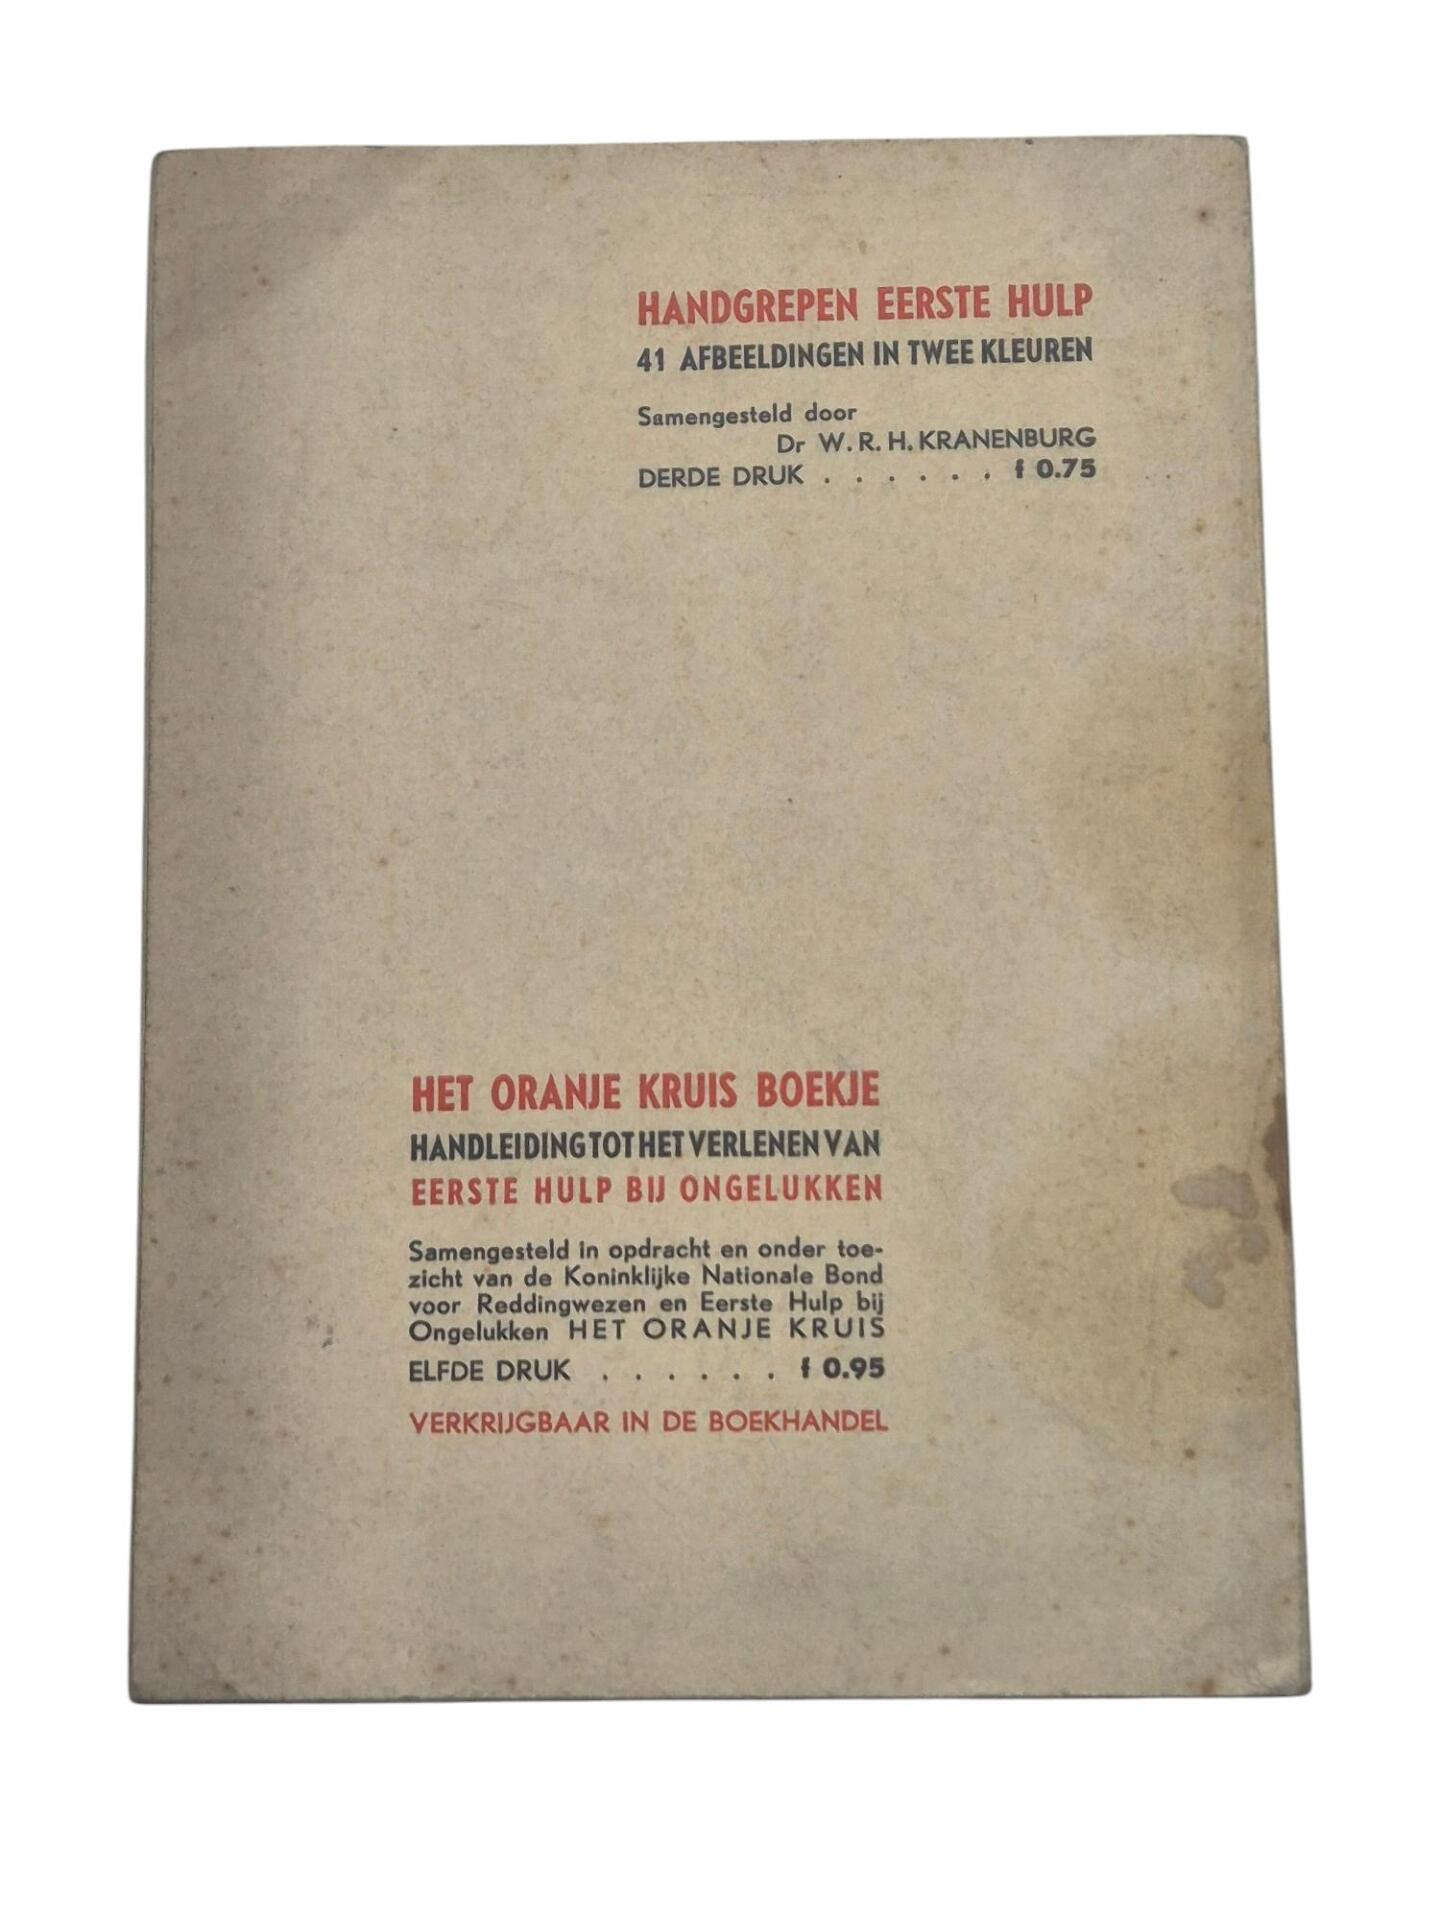 HANDGREPEN EERSTE HULP
41 AFBEELDINGEN IN TWEE KLEUREN
Samengesteld door
Dr W. R. H. KRANENBURG
DERDE DRUK . . . . . . f 0.75
HET ORANJE KRUIS BOEKJE
HANDLEIDING TOT HET VERLENEN VAN
EERSTE HULP BIJ ONGELUKKEN
Samengesteld in opdracht en onder toe-
zicht van de Koninklijke Nationale Bond
voor Reddingwezen en Eerste Hulp bij
Ongelukken HET ORANJE KRUIS
ELFDE DRUK . . . . . . f 0.95
VERKRIJGBAAR IN DE BOEKHANDEL